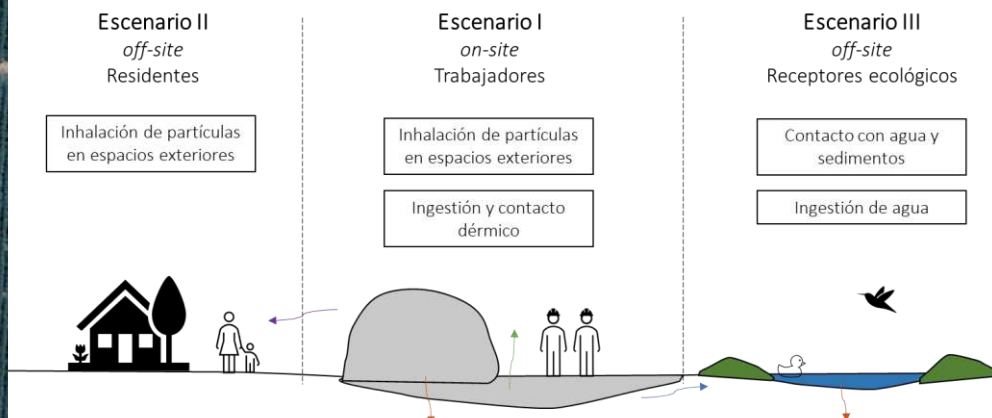 Escenario II
off-site
Residentes
Inhalación de partículas
en espacios exteriores
Escenario I
on-site
Trabajadores
Inhalación de partículas
en espacios exteriores
Ingestión y contacto
dérmico
Escenario III
off-site
Receptores ecológicos
Contacto con agua y
sedimentos
Ingestión de agua